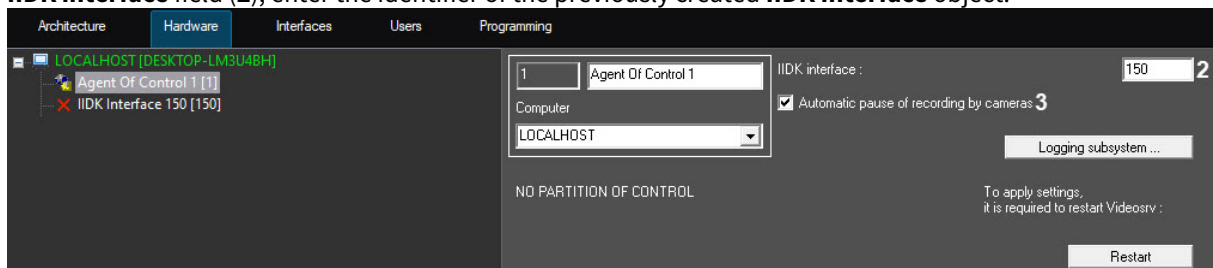 IIDK interface field (2), enter the identifier of the previously created IIDK interface object.
Architecture Hardware Interfaces Users Programming
LOCALHOST [DESKTOP-LM3U4BH]
Agent Of Control 1 [1]
IIDK Interface 150 [150]
1 Agent Of Control 1
Computer
LOCALHOST
IIDK interface : 150 2
Automatic pause of recording by cameras 3
Logging subsystem ...
NO PARTITION OF CONTROL
To apply settings,
it is required to restart Videosrv :
Restart